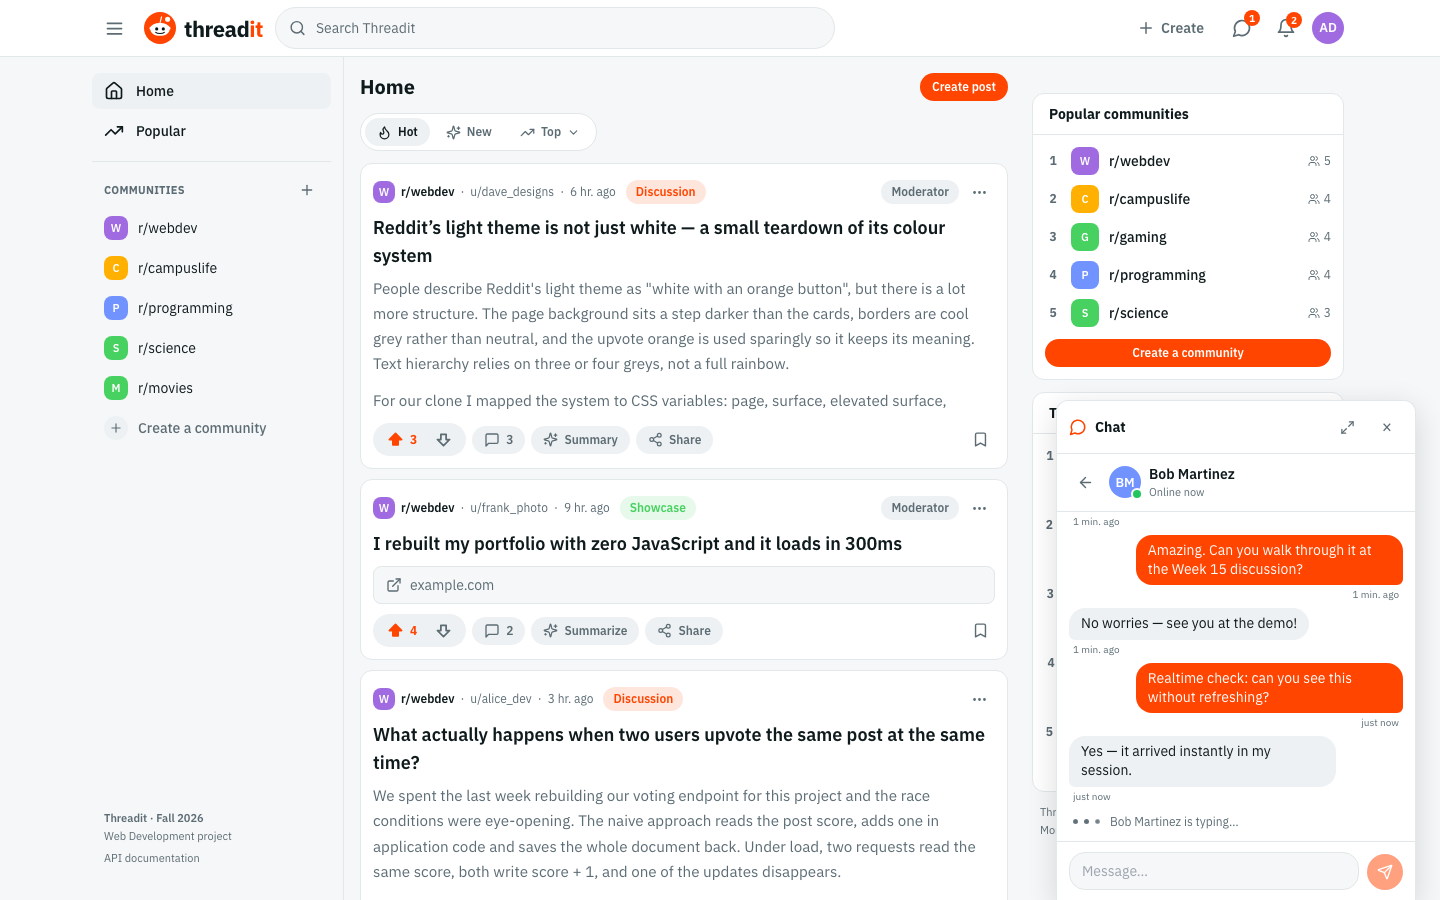 threadit
Search Threadit
Create
1
2
AD
Home
Popular
COMMUNITIES
W r/webdev
C r/campuslife
P r/programming
S r/science
M r/movies
Create a community
Threadit · Fall 2026
Web Development project
API documentation
Home
Create post
Hot New Top
W r/webdev · u/dave_designs · 6 hr. ago Discussion Moderator
Reddit’s light theme is not just white — a small teardown of its colour
system
People describe Reddit's light theme as "white with an orange button", but there is a lot
more structure. The page background sits a step darker than the cards, borders are cool
grey rather than neutral, and the upvote orange is used sparingly so it keeps its meaning.
Text hierarchy relies on three or four greys, not a full rainbow.
For our clone I mapped the system to CSS variables: page, surface, elevated surface,
3 3 Summary Share
W r/webdev · u/frank_photo · 9 hr. ago Showcase Moderator
I rebuilt my portfolio with zero JavaScript and it loads in 300ms
example.com
4 2 Summarize Share
W r/webdev · u/alice_dev · 3 hr. ago Discussion
What actually happens when two users upvote the same post at the same
time?
We spent the last week rebuilding our voting endpoint for this project and the race
conditions were eye-opening. The naive approach reads the post score, adds one in
application code and saves the whole document back. Under load, two requests read the
same score, both write score + 1, and one of the updates disappears.
Popular communities
1 W r/webdev 5
2 C r/campuslife 4
3 G r/gaming 4
4 P r/programming 4
5 S r/science 3
Create a community
T
1
2
3
4
5
Thr
Mo
Chat
BM Bob Martinez
Online now
1 min. ago
Amazing. Can you walk through it at
the Week 15 discussion?
1 min. ago
No worries — see you at the demo!
1 min. ago
Realtime check: can you see this
without refreshing?
just now
Yes — it arrived instantly in my
session.
just now
Bob Martinez is typing...
Message...